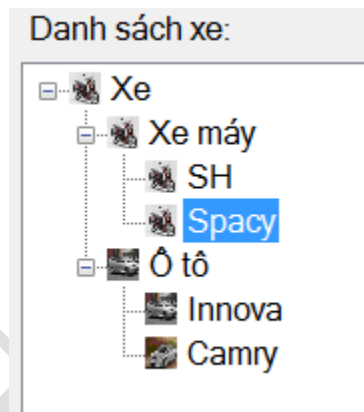 Danh sách xe:
Xe
Xe máy
SH
Spacy
Ô tô
Innova
Camry